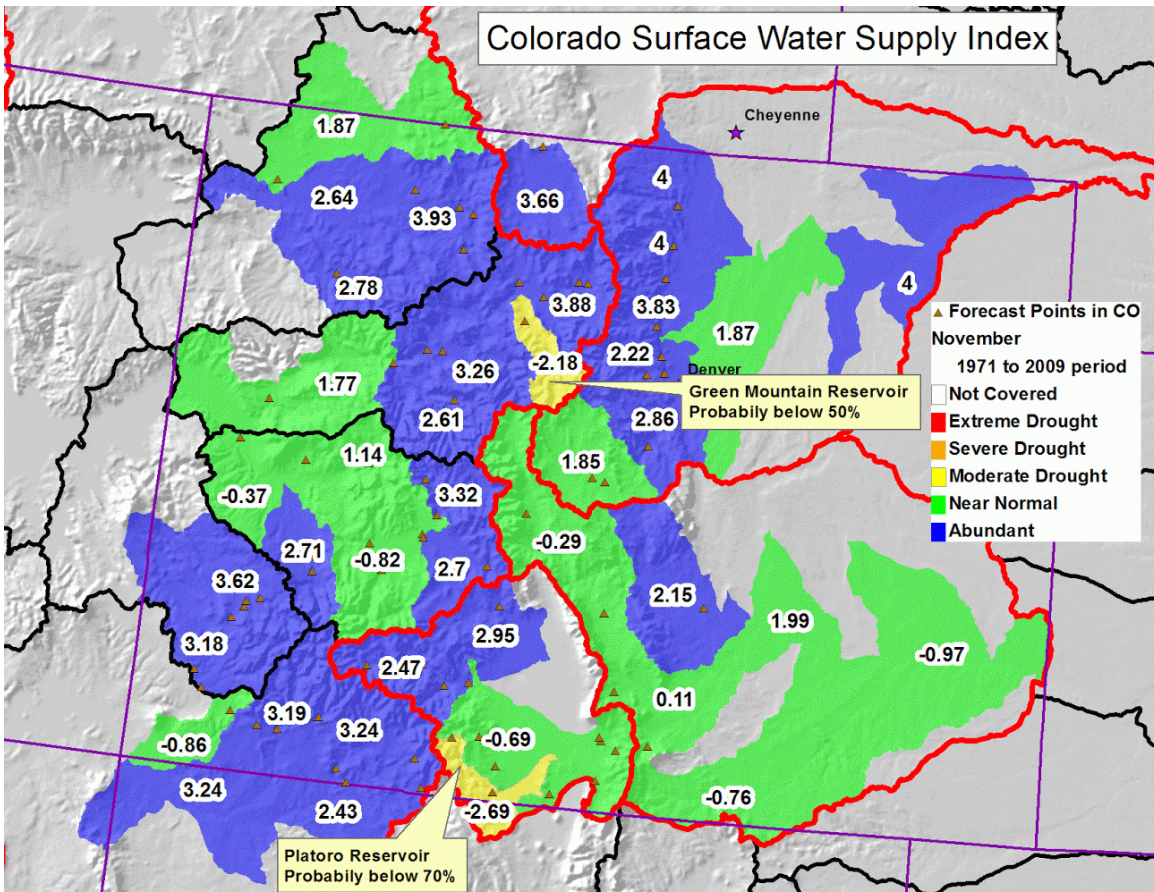 Colorado Surface Water Supply Index
Cheyenne
1.87
4
2.64
3.66
3.93
4
2.78
3.88
3.83
4
1.87
2.22
-2.18
3.26
Denver
1.77
2.61
2.86
Green Mountain Reservoir
Probabily below 50%
Forecast Points in CO
November
1971 to 2009 period
Not Covered
Extreme Drought
Severe Drought
Moderate Drought
Near Normal
Abundant
1.14
1.85
3.32
-0.37
-0.29
2.71
-0.82
2.7
3.62
2.15
1.99
2.95
3.18
2.47
-0.97
0.11
3.19
3.24
-0.69
-0.86
3.24
2.43
-2.69
-0.76
Platoro Reservoir
Probabily below 70%